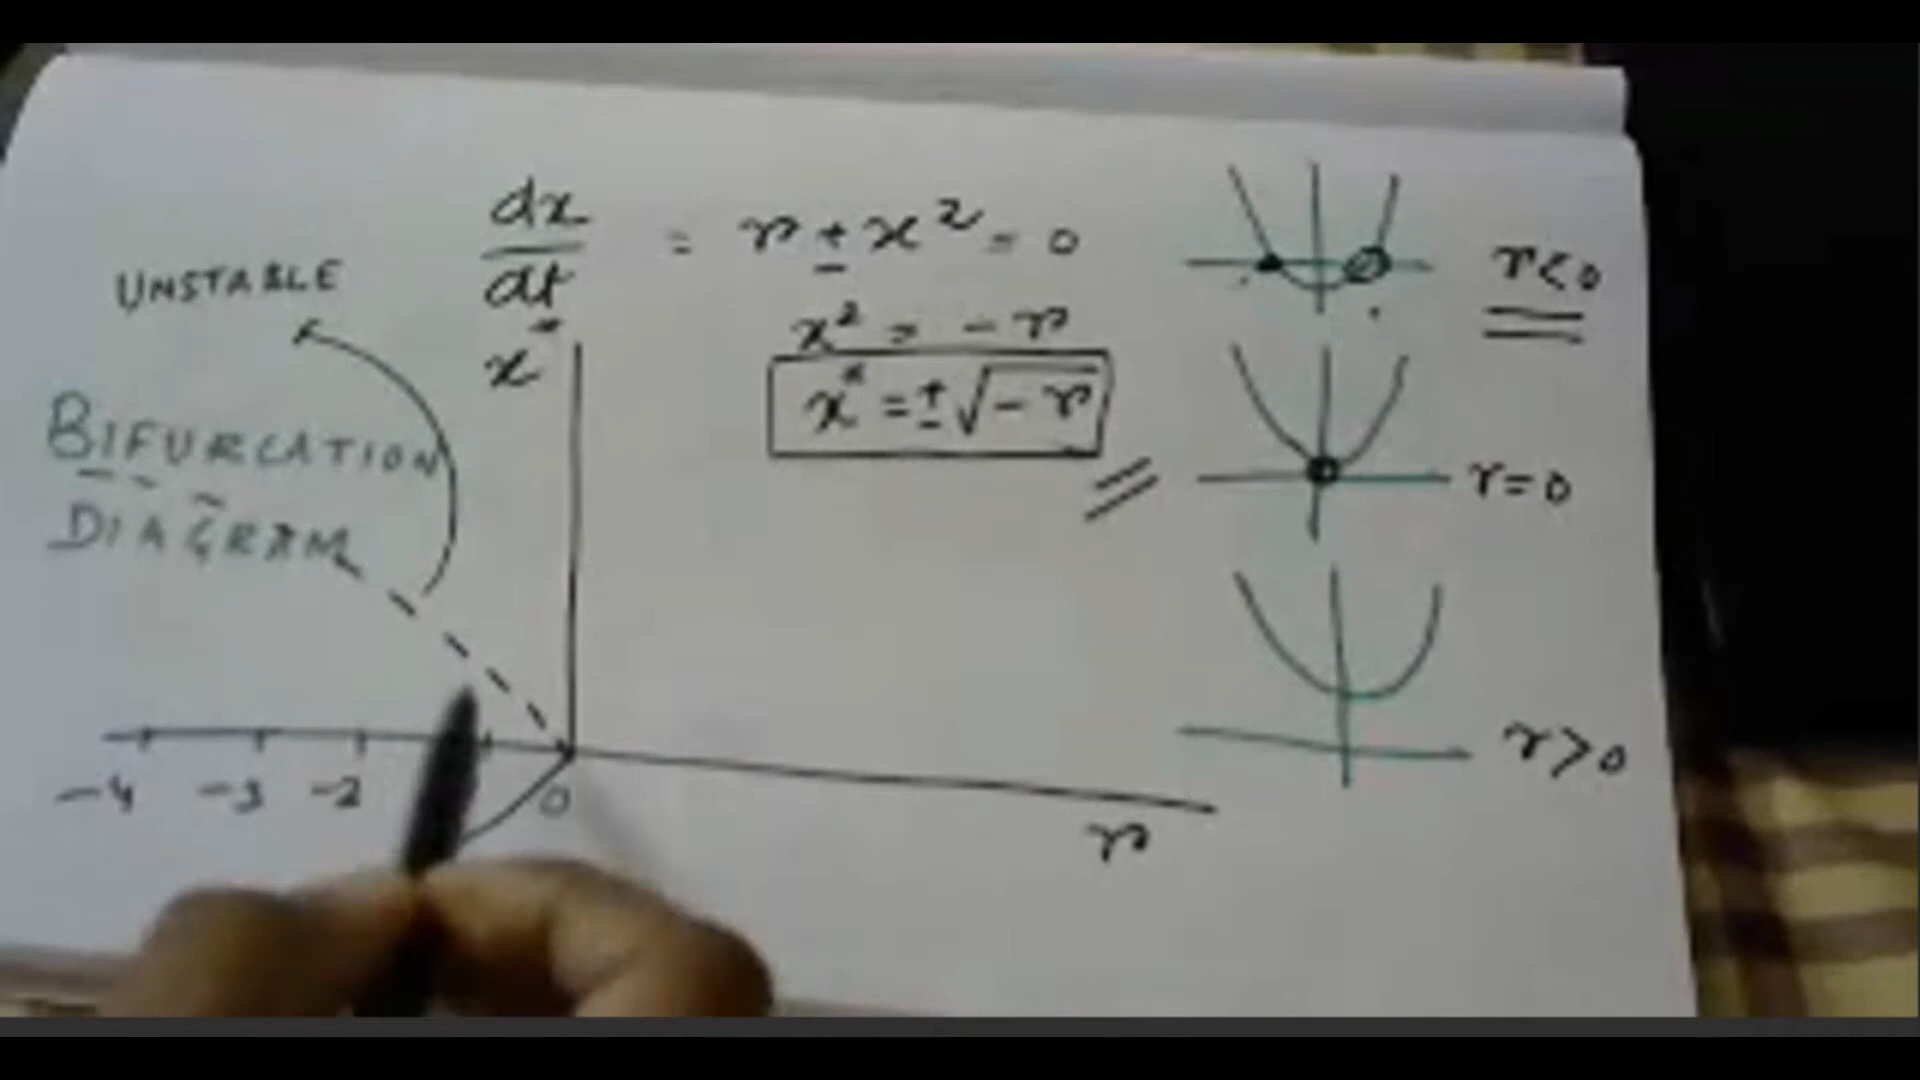 dx/dt = r + x² = 0
UNSTABLE
x² = -r
x*
x* = ±√-r
r<0
BIFURCATION
DIAGRAM
r=0
r>0
-4 -3 -2 0
r